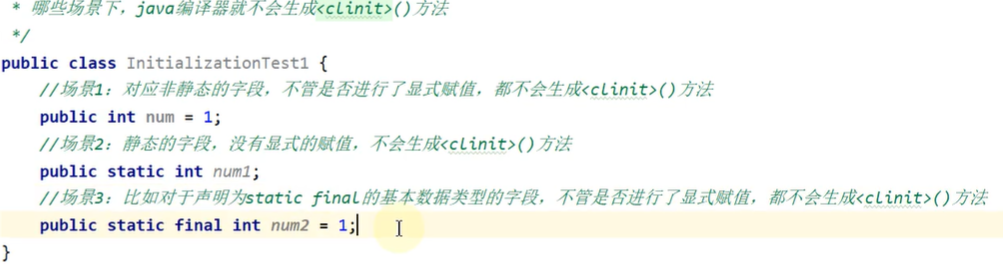 * 哪些场景下，java编译器就不会生成<clinit>()方法
*/
public class InitializationTest1 {
//场景1：对应非静态的字段，不管是否进行了显式赋值，都不会生成<clinit>()方法
public int num = 1;
//场景2：静态的字段，没有显式的赋值，不会生成<clinit>()方法
public static int num1;
//场景3：比如对于声明为static final的基本数据类型的字段，不管是否进行了显式赋值，都不会生成<clinit>()方法
public static final int num2 = 1;
}